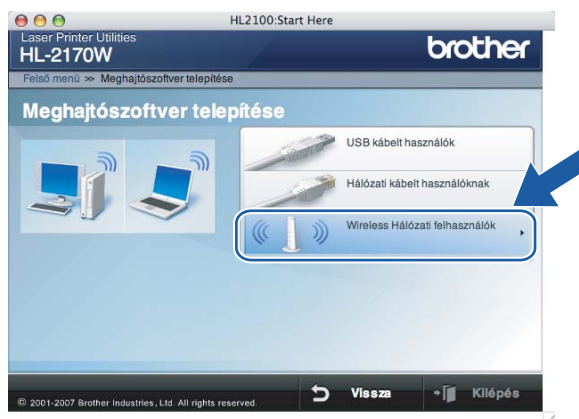 HL2100:Start Here
Laser Printer Utilities
HL-2170W
brother
Felső menü >> Meghajtószoftver telepítése
Meghajtószoftver telepítése
USB kábelt használók
Hálózati kábelt használóknak
Wireless Hálózati felhasználók
© 2001-2007 Brother Industries, Ltd. All rights reserved.
Vissza
Kilépés